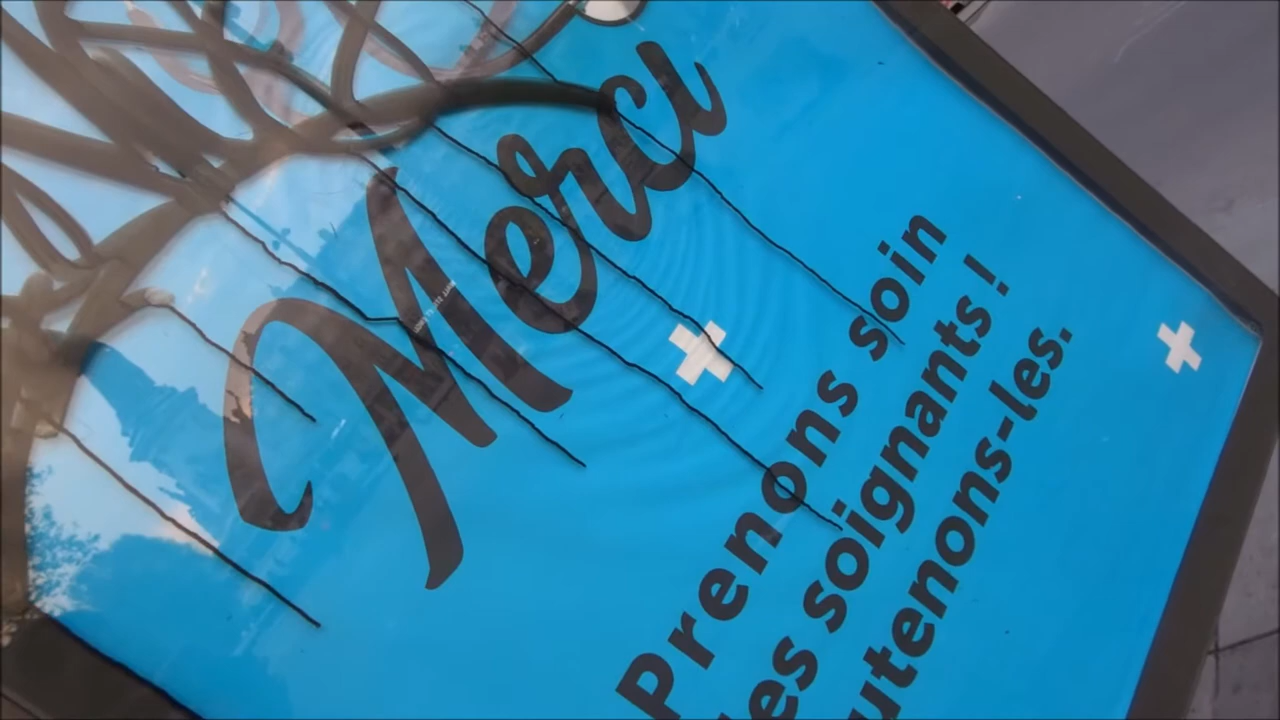 Merci
Prenons soin
es soignants !
utenons-les.